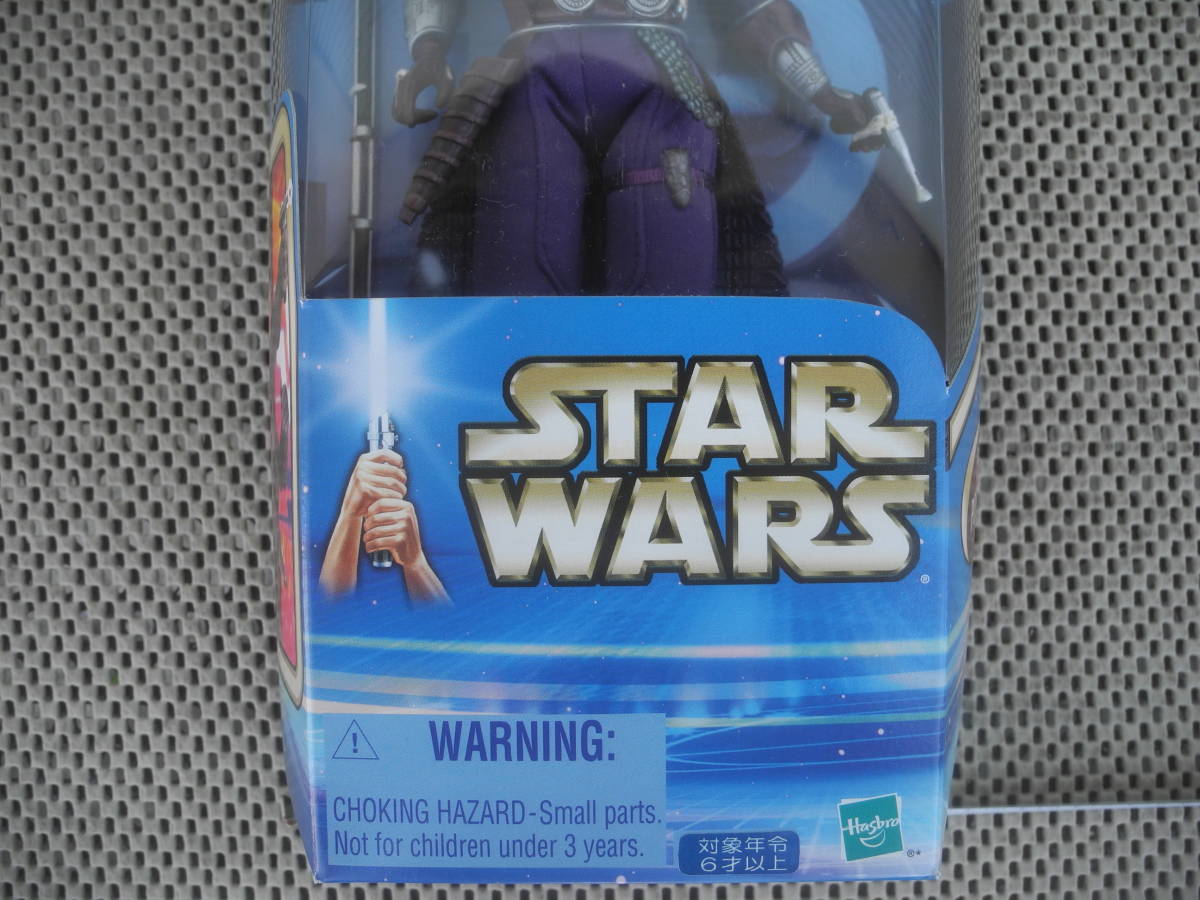 STAR
WARS
®
WARNING:
CHOKING HAZARD-Small parts.
Not for children under 3 years.
対象年令
6才以上
Hasbro
®*